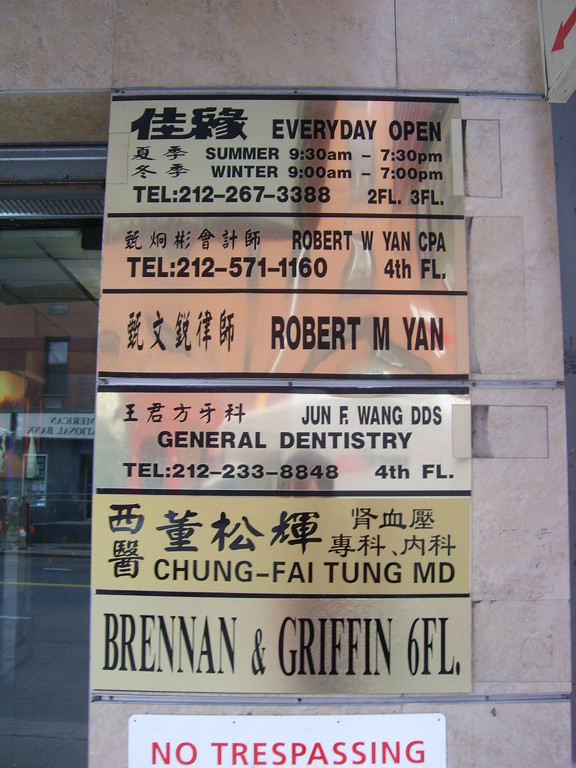 佳緣 EVERYDAY OPEN
夏季 SUMMER 9:30am – 7:30pm
冬季 WINTER 9:00am – 7:00pm
TEL:212–267–3388 2FL. 3FL.
甄炯彬會計師 ROBERT W YAN CPA
TEL:212–571–1160 4th FL.
甄文銳律師 ROBERT M YAN
王君方牙科 JUN F. WANG DDS
GENERAL DENTISTRY
TEL:212–233–8848 4th FL.
西醫 董松輝 肾血壓
專科、内科
CHUNG–FAI TUNG MD
BRENNAN & GRIFFIN 6FL.
NO TRESPASSING